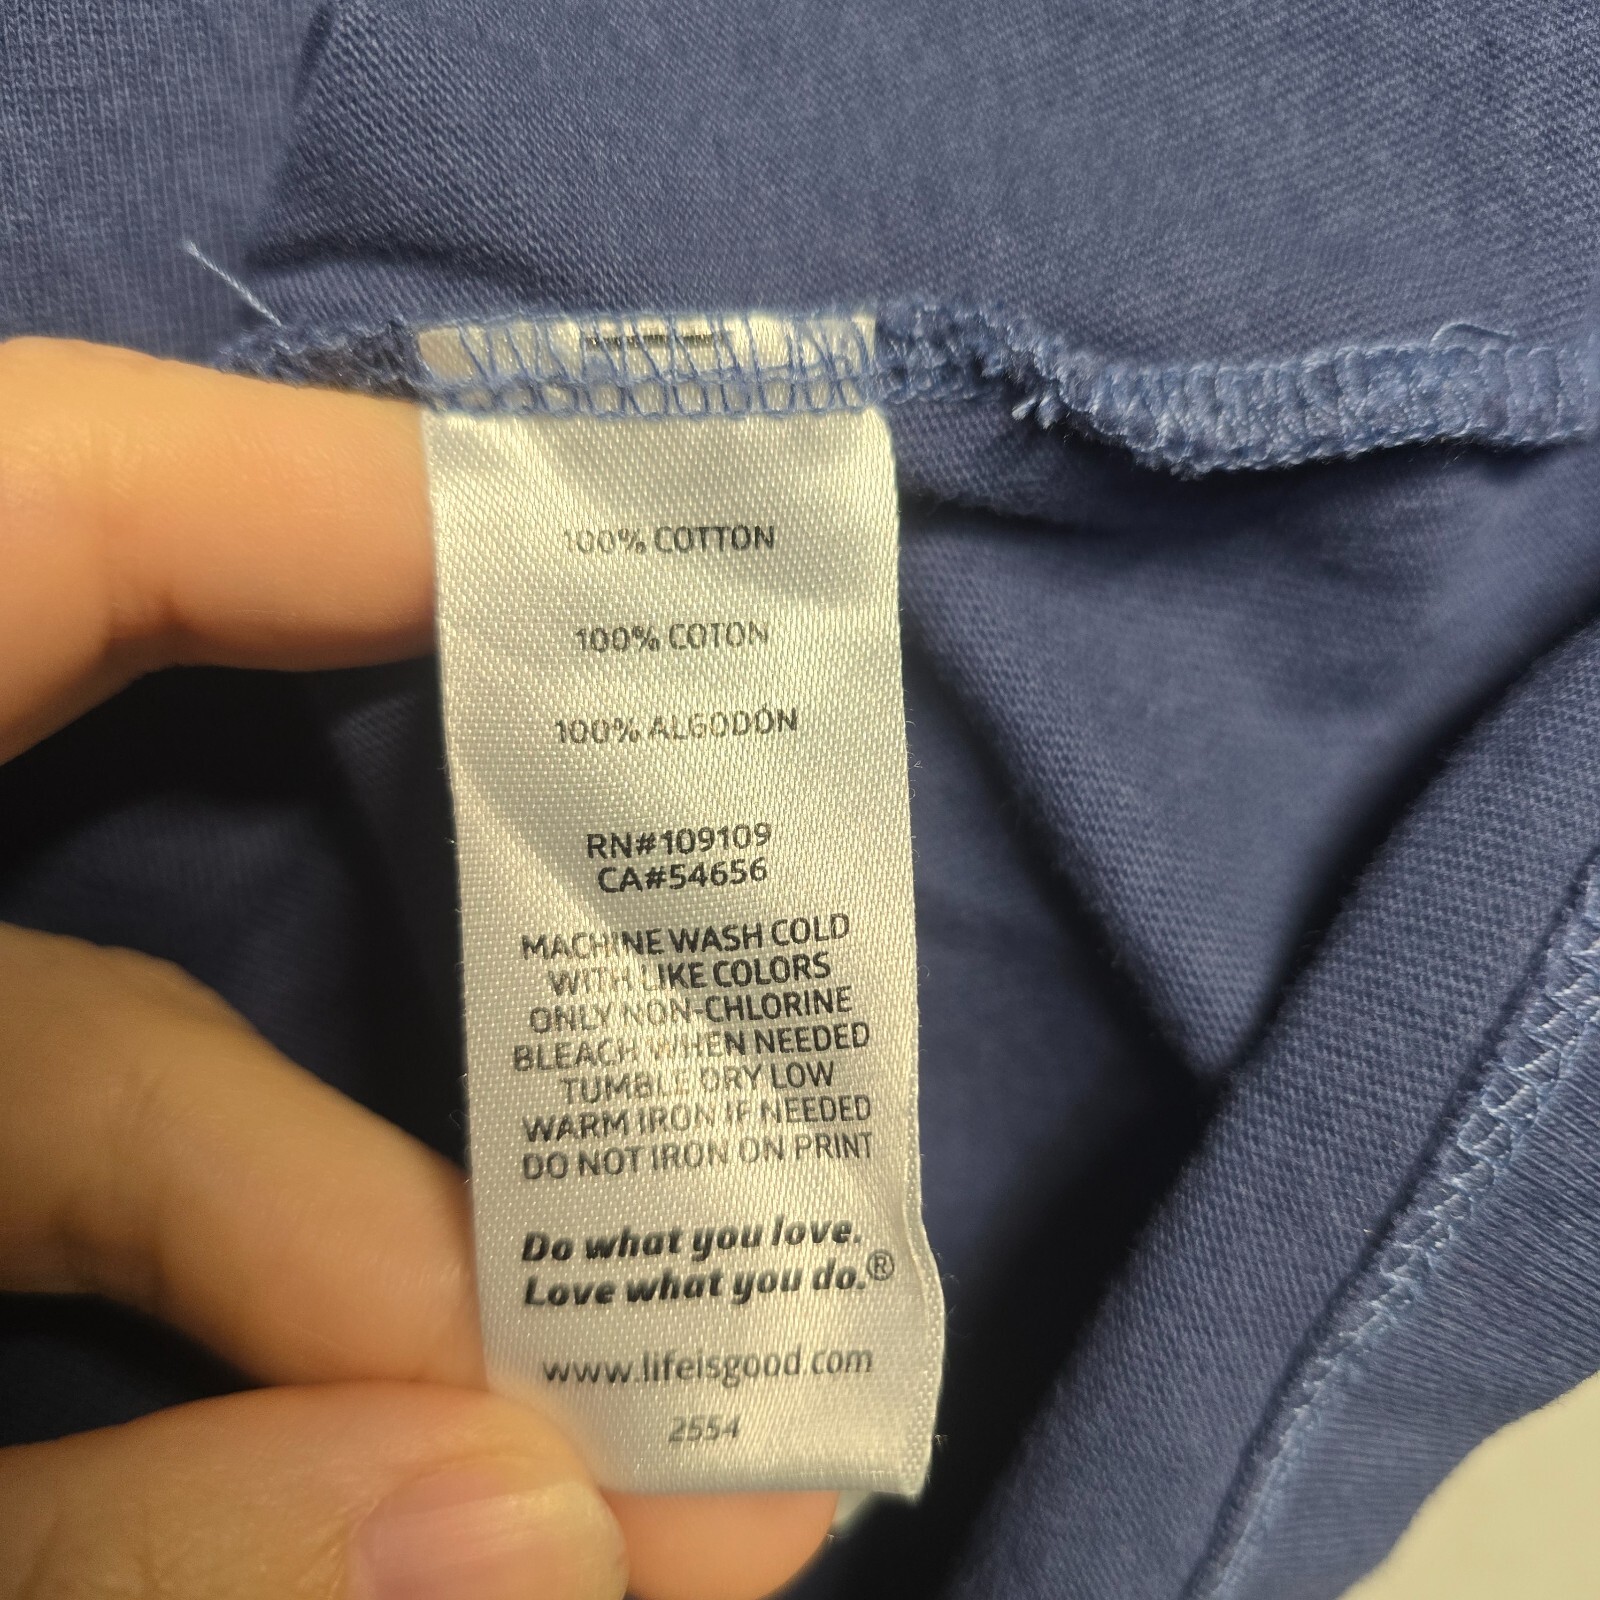 100% COTTON
100% COTON
100% ALGODÓN
RN#109109
CA#54656
MACHINE WASH COLD
WITH LIKE COLORS
ONLY NON-CHLORINE
BLEACH WHEN NEEDED
TUMBLE DRY LOW
WARM IRON IF NEEDED
DO NOT IRON ON PRINT
Do what you love.
Love what you do.®
www.lifeisgood.com
2554